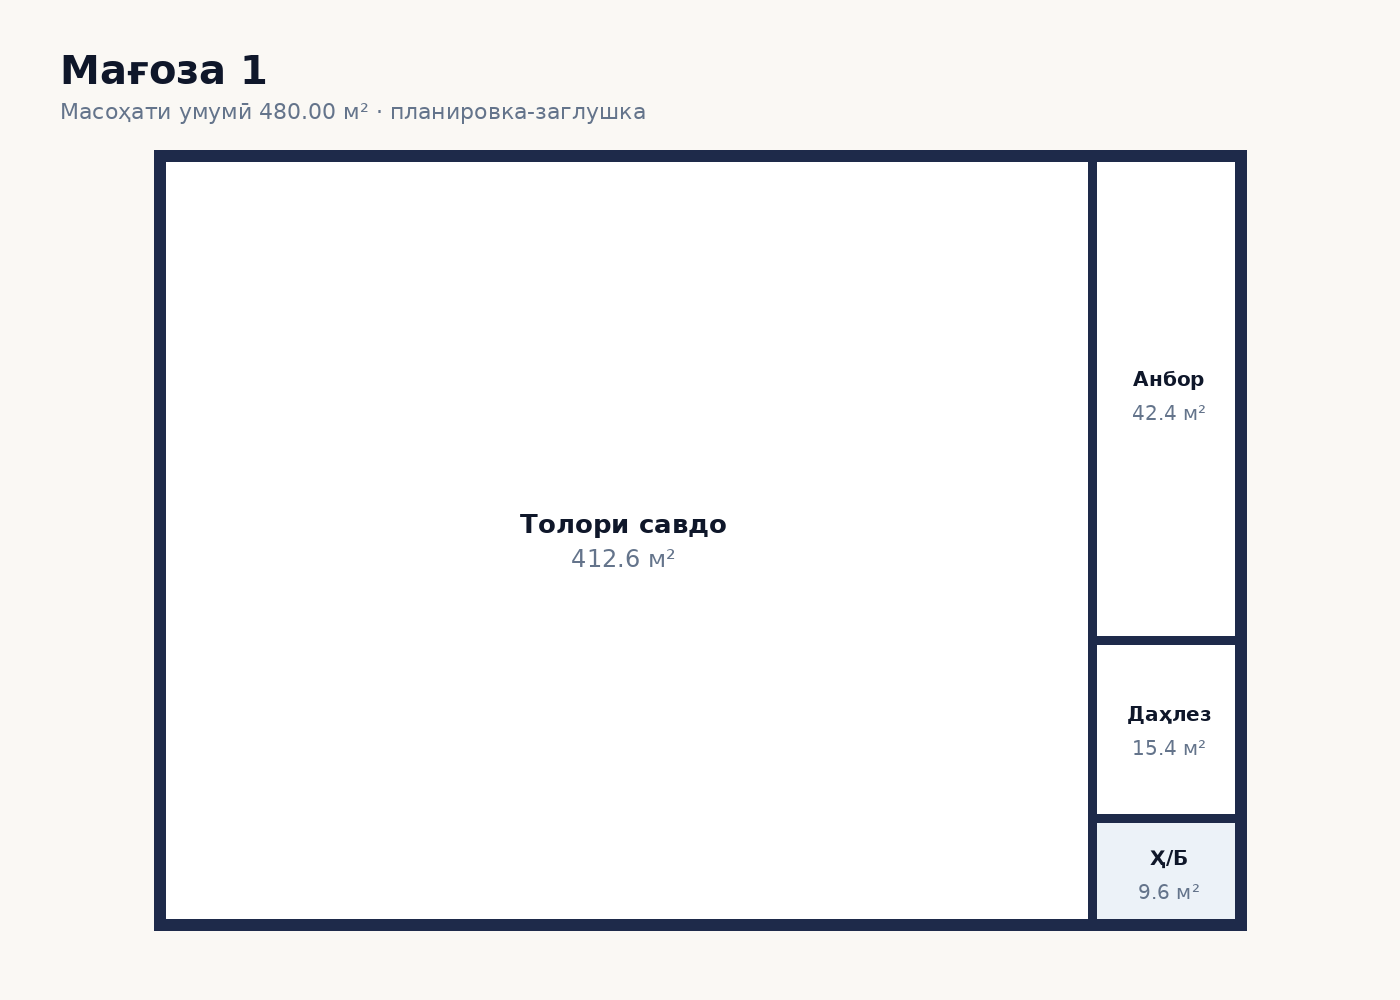 Мағоза 1
Масоҳати умумӣ 480.00 м² · планировка-заглушка
Толори савдо
412.6 м²
Анбор
42.4 м²
Даҳлез
15.4 м²
Ҳ/Б
9.6 м²